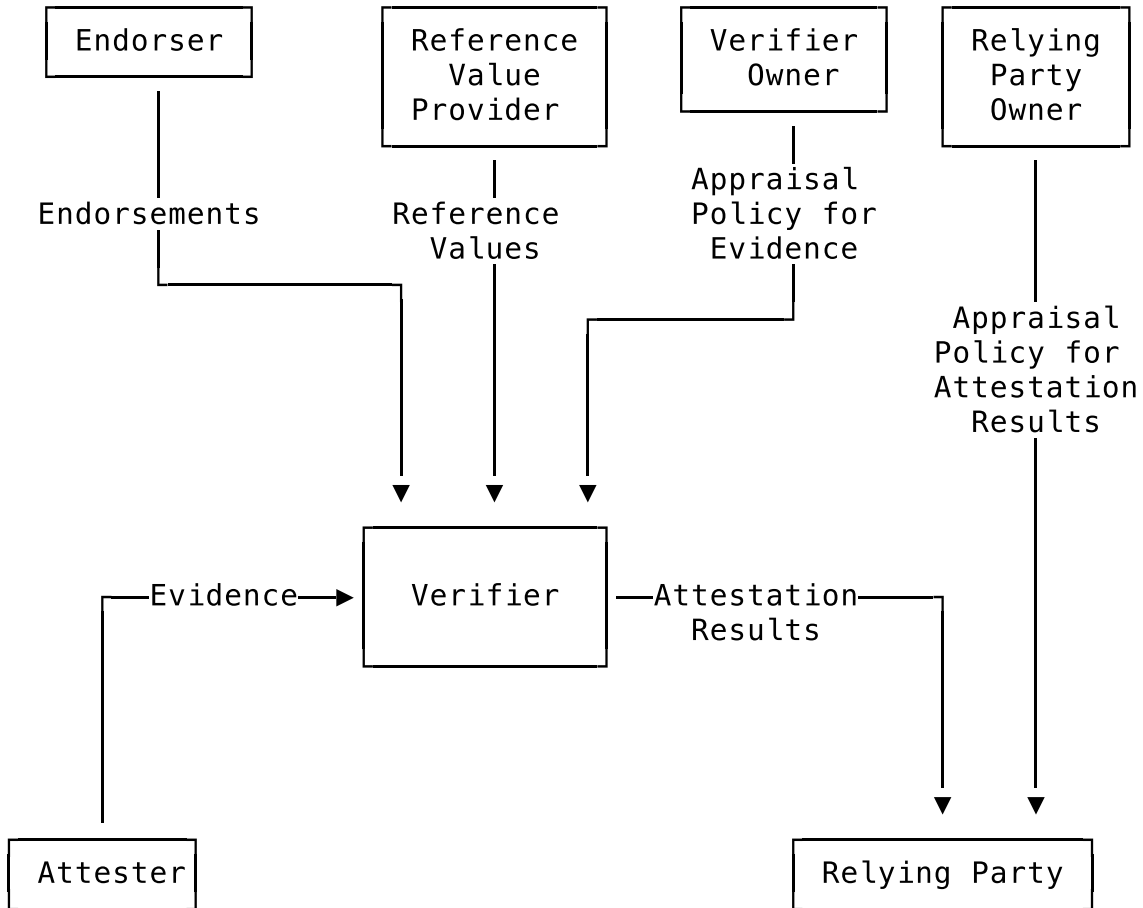 Endorser
Reference
Value
Provider
Verifier
Owner
Relying
Party
Owner
Endorsements
Reference
Values
Appraisal
Policy for
Evidence
Appraisal
Policy for
Attestation
Results
Evidence
Verifier
Attestation
Results
Attester
Relying Party